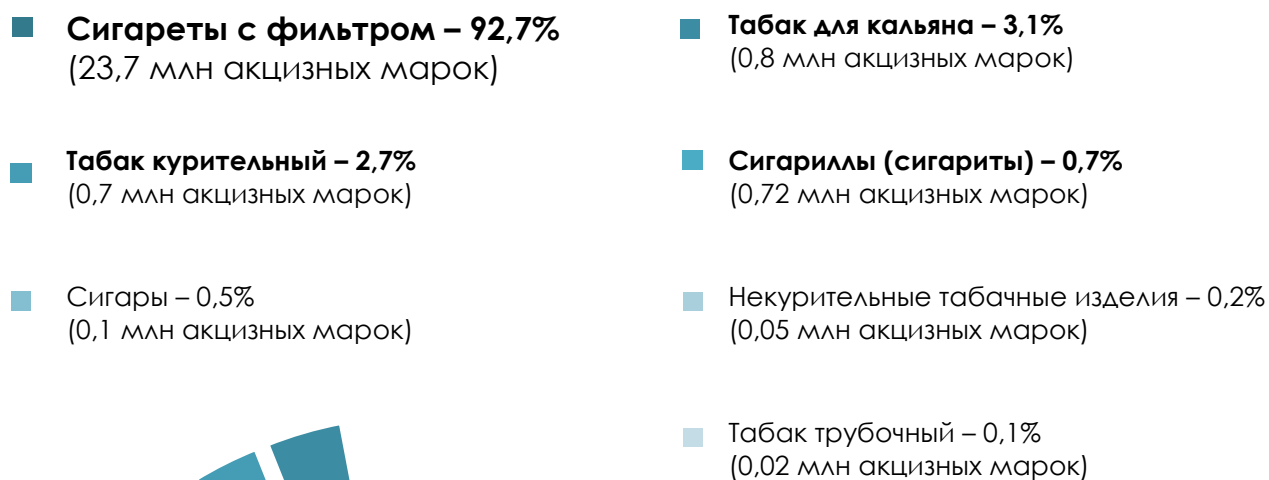 Сигареты с фильтром – 92,7%
(23,7 млн акцизных марок)
Табак для кальяна – 3,1%
(0,8 млн акцизных марок)
Табак курительный – 2,7%
(0,7 млн акцизных марок)
Сигариллы (сигариты) – 0,7%
(0,72 млн акцизных марок)
Сигары – 0,5%
(0,1 млн акцизных марок)
Некурительные табачные изделия – 0,2%
(0,05 млн акцизных марок)
Табак трубочный – 0,1%
(0,02 млн акцизных марок)